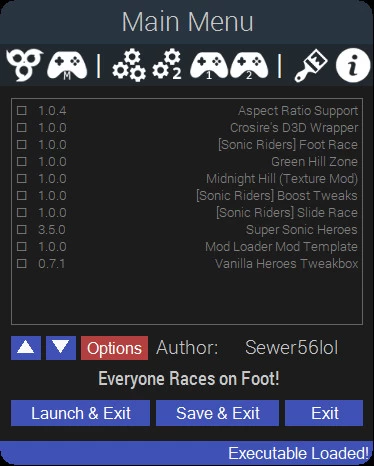 Main Menu
M | 2 1 2 | i
1.0.4 Aspect Ratio Support
1.0.0 Crosire's D3D Wrapper
1.0.0 [Sonic Riders] Foot Race
1.0.0 Green Hill Zone
1.0.0 Midnight Hill (Texture Mod)
1.0.0 [Sonic Riders] Boost Tweaks
1.0.0 [Sonic Riders] Slide Race
3.5.0 Super Sonic Heroes
1.0.0 Mod Loader Mod Template
0.7.1 Vanilla Heroes Tweakbox
Options Author: Sewer56lol
Everyone Races on Foot!
Launch & Exit Save & Exit Exit
Executable Loaded!